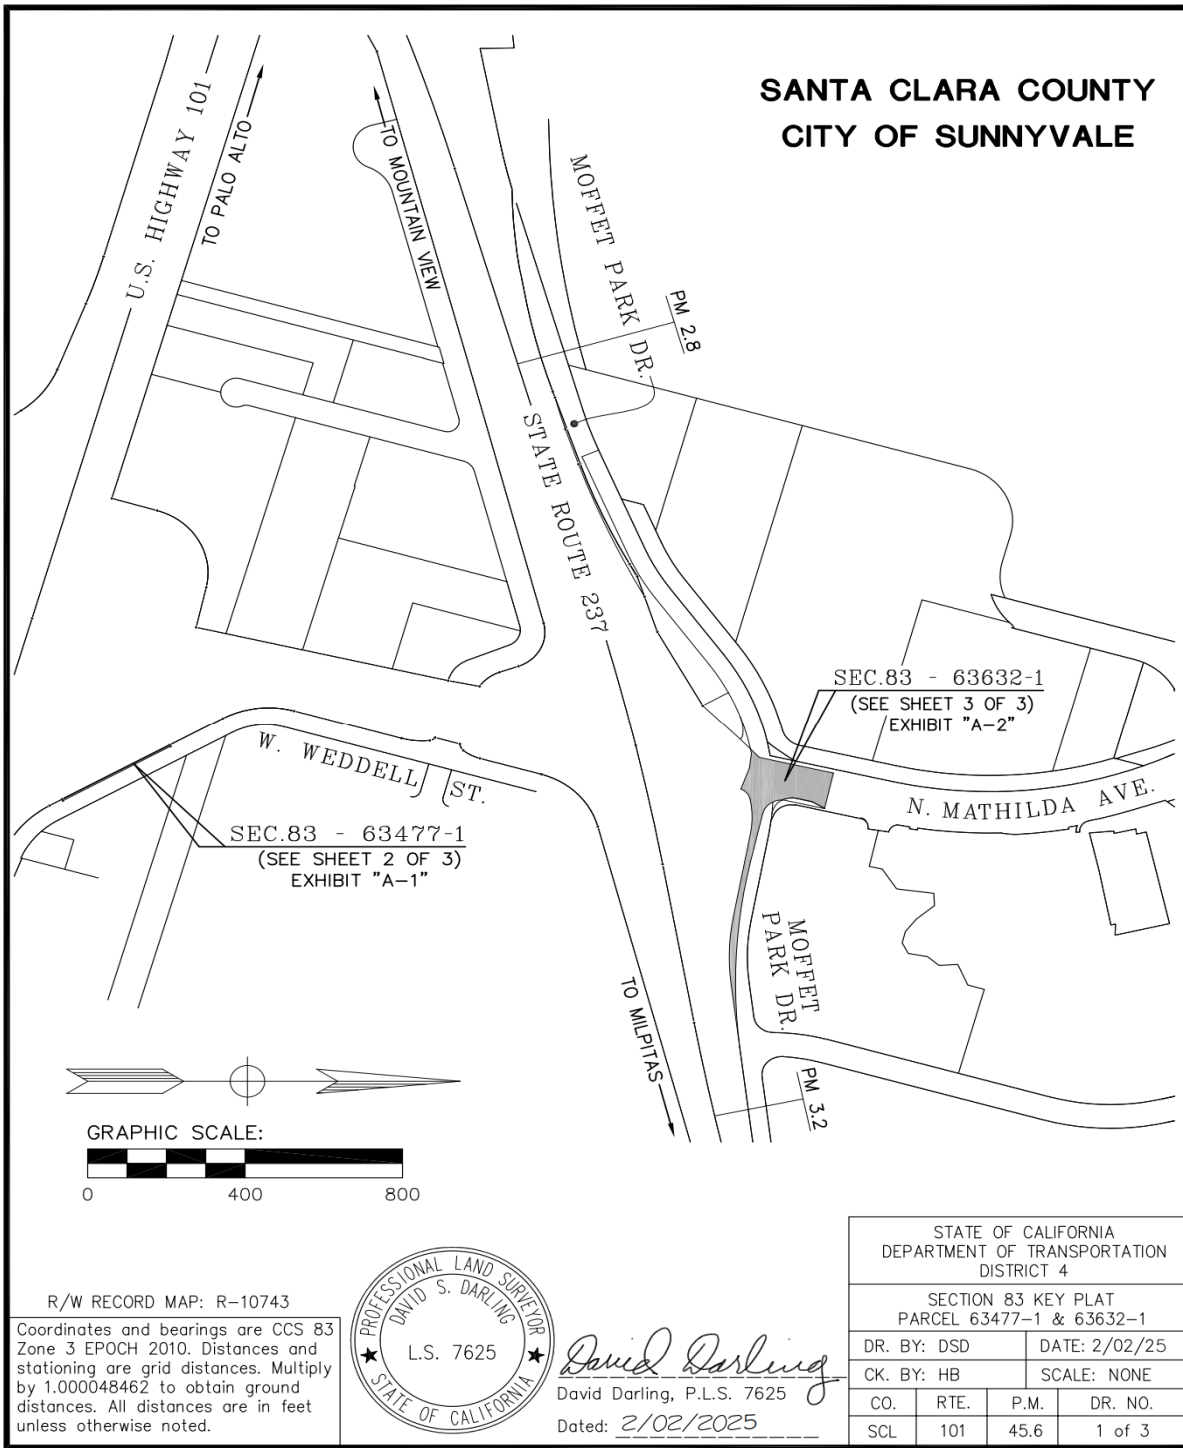 SANTA CLARA COUNTY
CITY OF SUNNYVALE
U.S. HIGHWAY 101
TO PALO ALTO
TO MOUNTAIN VIEW
MOFFET PARK DR.
PM 2.8
STATE ROUTE 237
SEC.83 - 63632-1
(SEE SHEET 3 OF 3)
EXHIBIT "A-2"
W. WEDDELL ST.
N. MATHILDA AVE.
SEC.83 - 63477-1
(SEE SHEET 2 OF 3)
EXHIBIT "A-1"
MOFFET
PARK DR.
TO MILPITAS
PM 3.2
GRAPHIC SCALE:
0 400 800
R/W RECORD MAP: R-10743
Coordinates and bearings are CCS 83
Zone 3 EPOCH 2010. Distances and
stationing are grid distances. Multiply
by 1.000048462 to obtain ground
distances. All distances are in feet
unless otherwise noted.
PROFESSIONAL LAND SURVEYOR
DAVID S. DARLING
L.S. 7625
STATE OF CALIFORNIA
David Darling
David Darling, P.L.S. 7625
Dated: 2/02/2025
STATE OF CALIFORNIA
DEPARTMENT OF TRANSPORTATION
DISTRICT 4
SECTION 83 KEY PLAT
PARCEL 63477-1 & 63632-1
DR. BY: DSD DATE: 2/02/25
CK. BY: HB SCALE: NONE
CO. RTE. P.M. DR. NO.
SCL 101 45.6 1 of 3